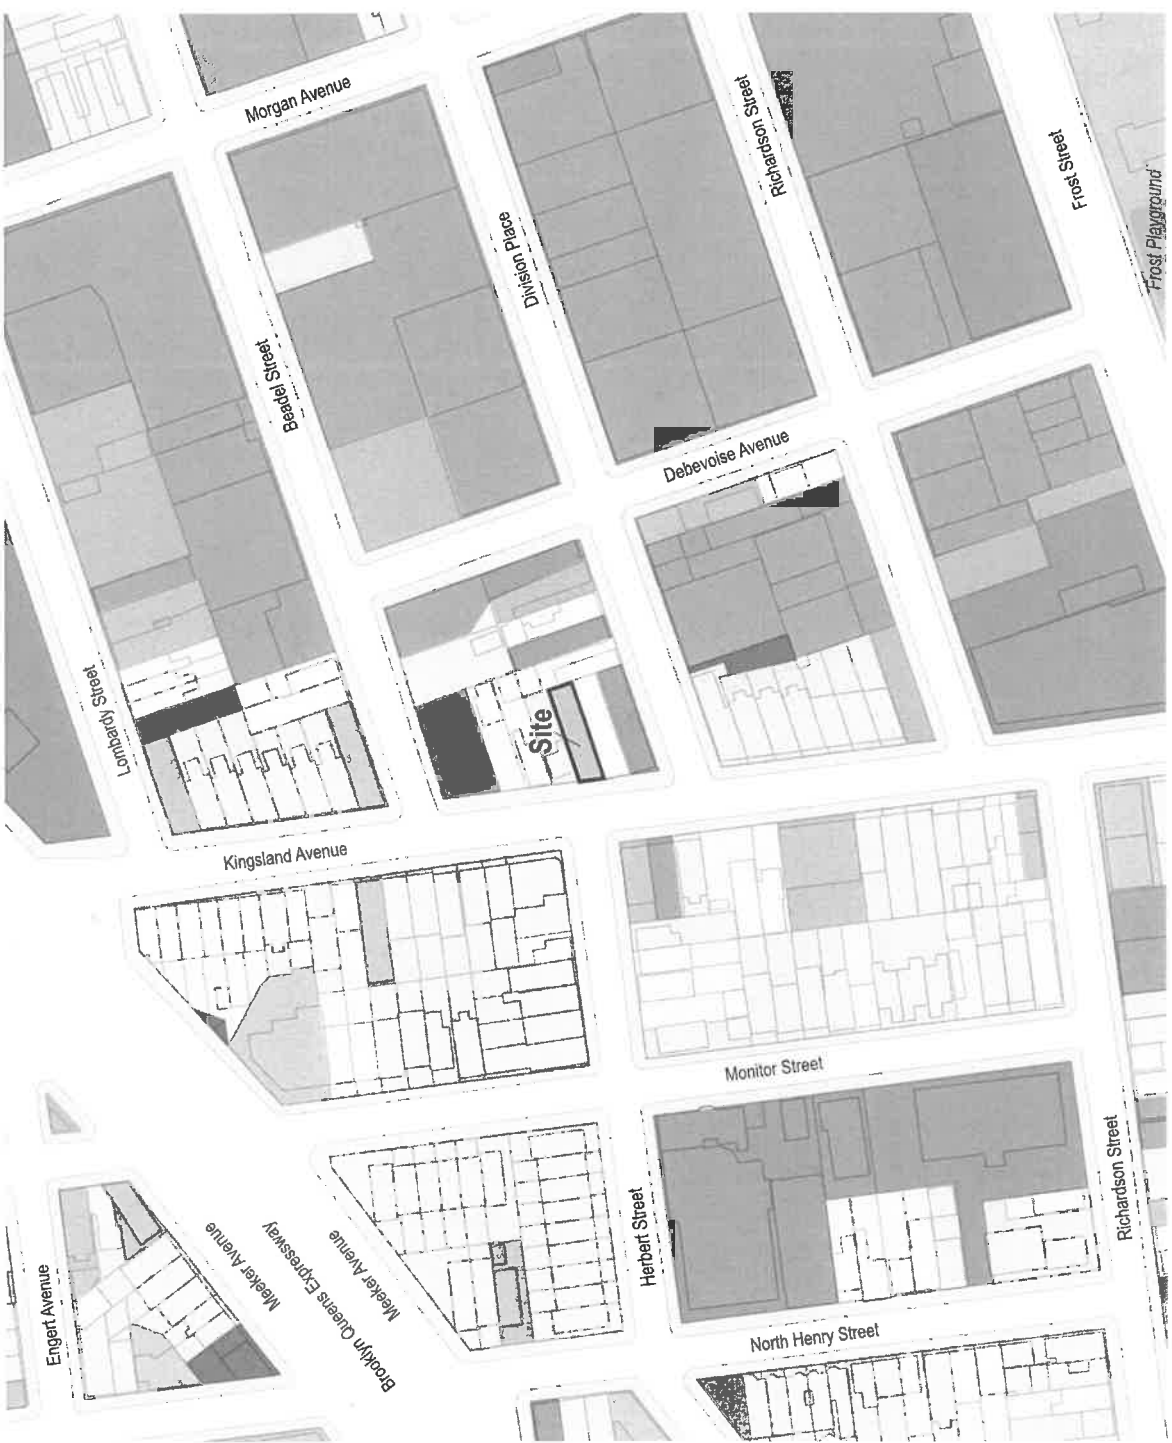 Morgan Avenue
Richardson Street
Frost Street
Frost Playground
Division Place
Beadel Street
Debevoise Avenue
Lombardy Street
Site
Kingsland Avenue
Monitor Street
Richardson Street
Herbert Street
Meeker Avenue
Brooklyn Queens Expressway
Meeker Avenue
Engert Avenue
North Henry Street